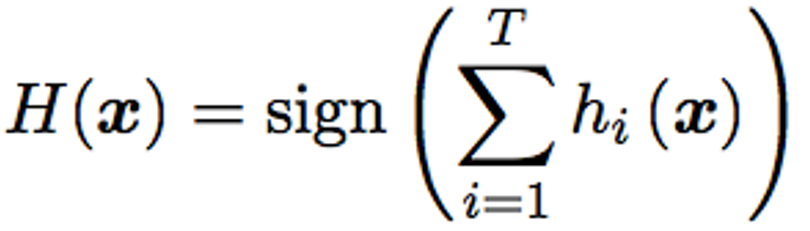 H(x) = sign ( ∑_{i=1}^{T} h_i (x) )